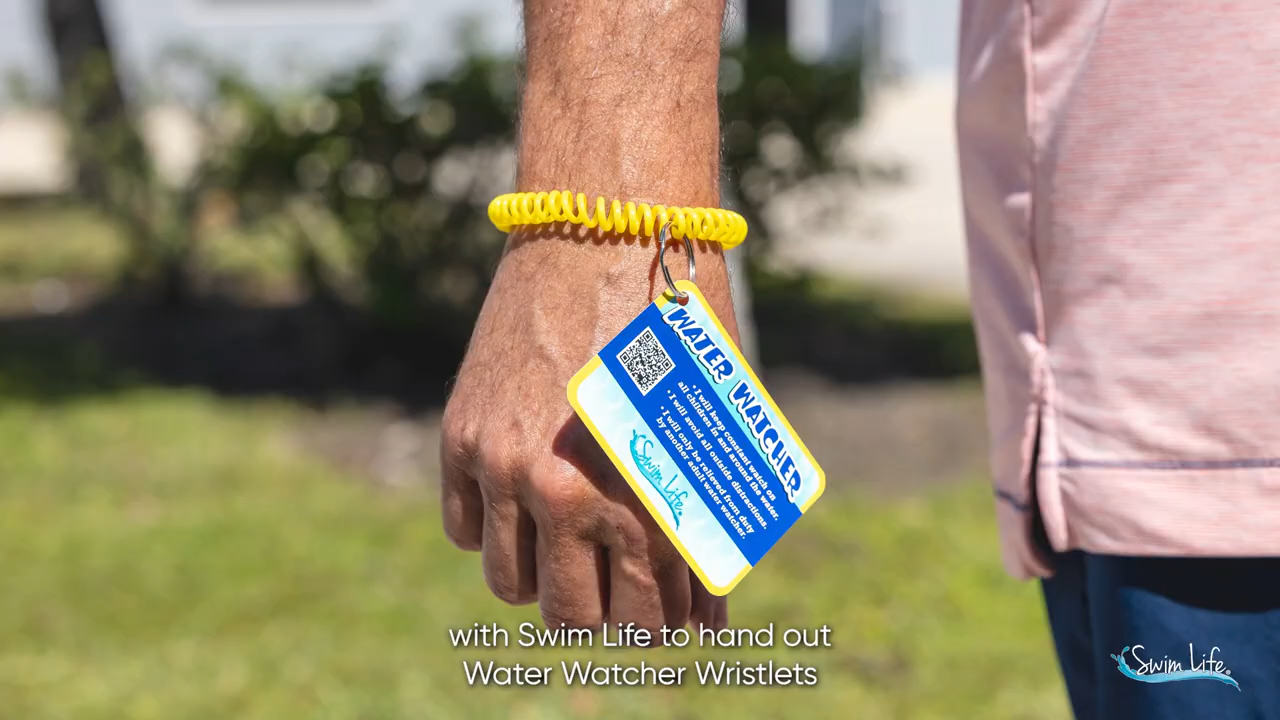 WATER WATCHER
• I will keep constant watch on
all children in and around the water.
• I will avoid all outside distractions.
• I will only be relieved from duty
by another adult water watcher.
Swim Life®
with Swim Life to hand out
Water Watcher Wristlets
Swim Life®